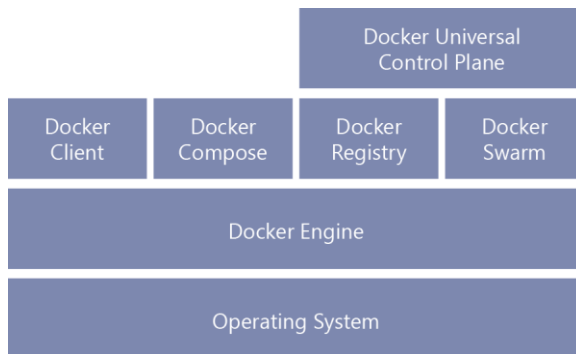 Docker Universal
Control Plane
Docker
Client
Docker
Compose
Docker
Registry
Docker
Swarm
Docker Engine
Operating System